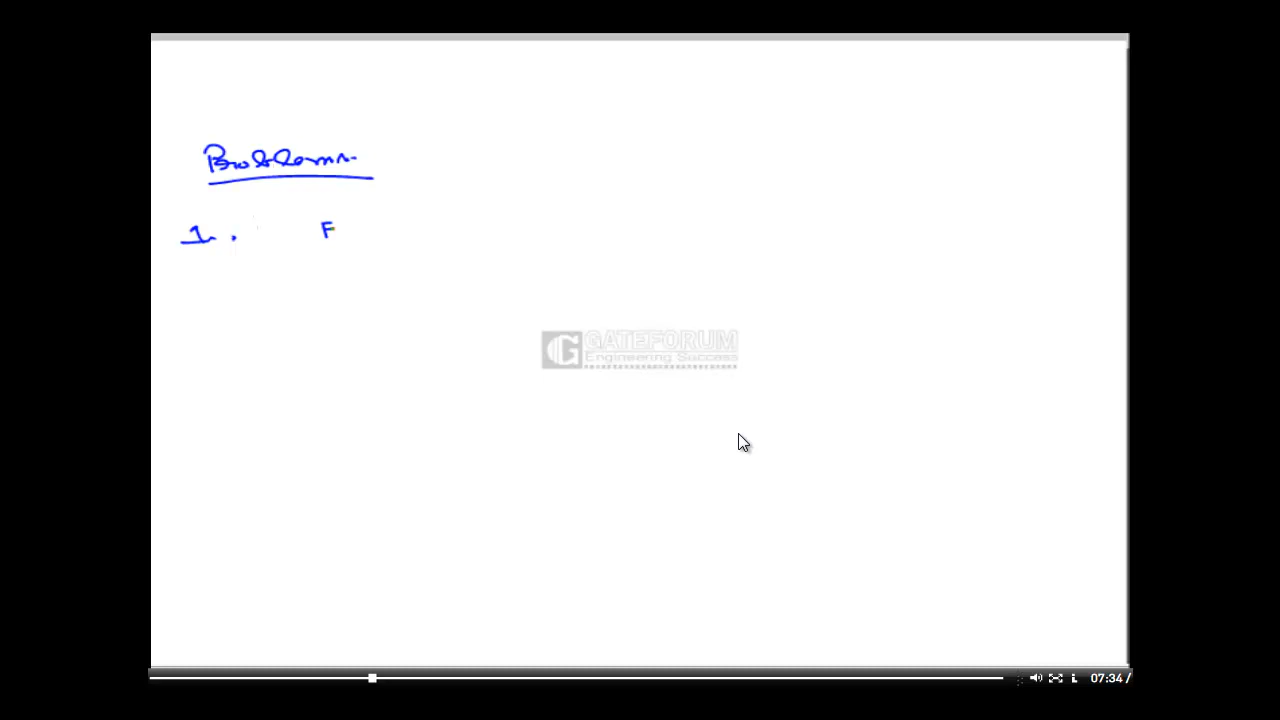 Problems
1. F
GATEFORUM
Engineering Success
07:34 /